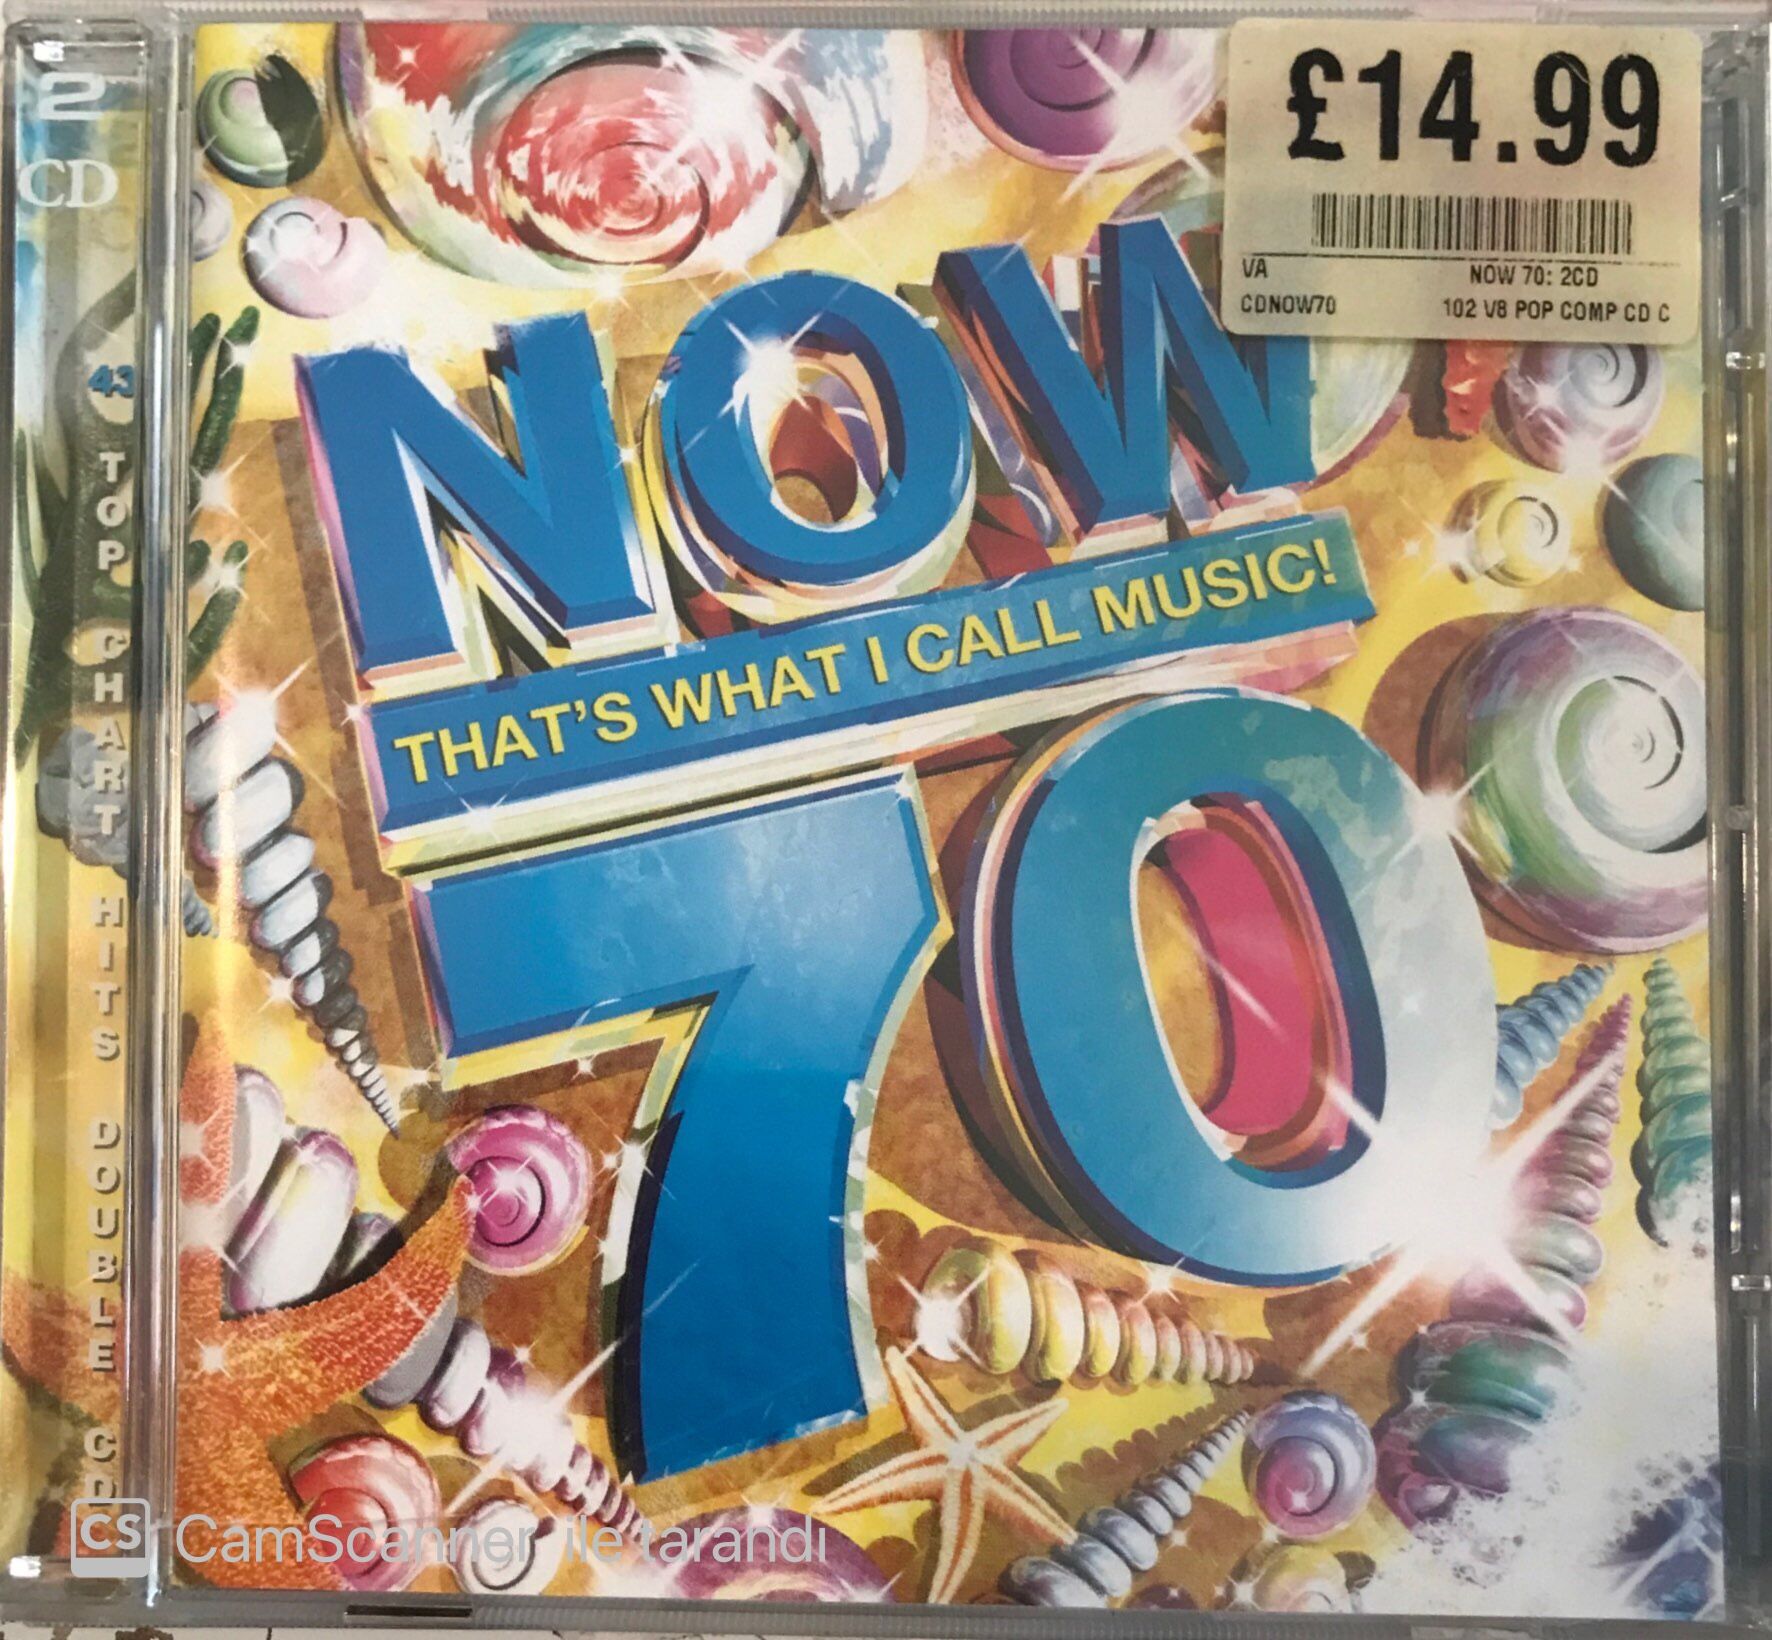 2
CD
43 TOP CHART HITS DOUBLE CD
£14.99
VA NOW 70: 2CD
CDNOW70 102 V8 POP COMP CD C
NOW
THAT'S WHAT I CALL MUSIC!
70
CS CamScanner ile tarandı